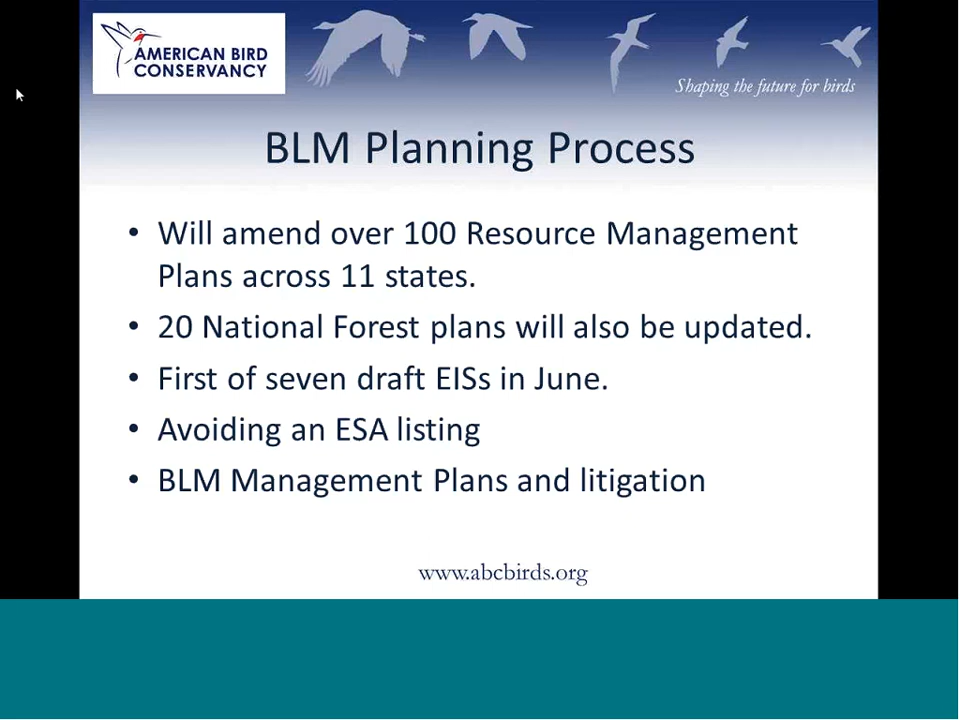 AMERICAN BIRD
CONSERVANCY
Shaping the future for birds
BLM Planning Process
• Will amend over 100 Resource Management
Plans across 11 states.
• 20 National Forest plans will also be updated.
• First of seven draft EISs in June.
• Avoiding an ESA listing
• BLM Management Plans and litigation
www.abcbirds.org